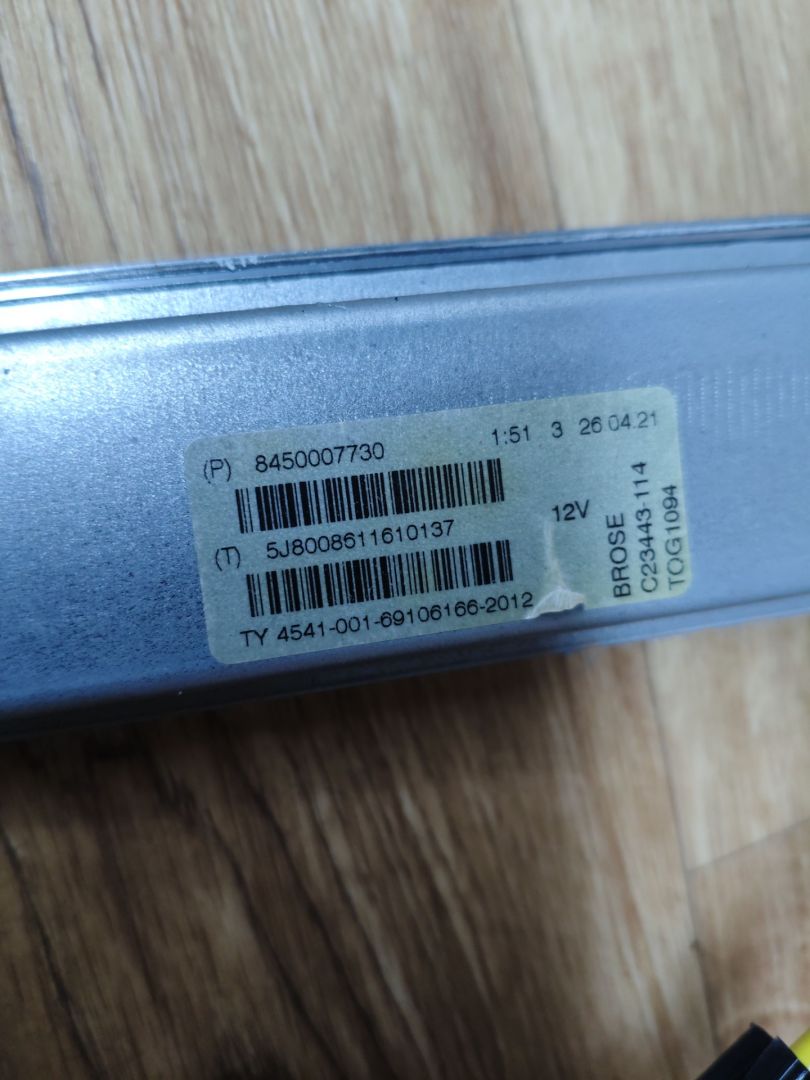 (P) 8450007730 1:51 3 26 04.21
(T) 5J8008611610137 12V
TY 4541-001-69106166-2012
BROSE
C23443-114
TOG1094